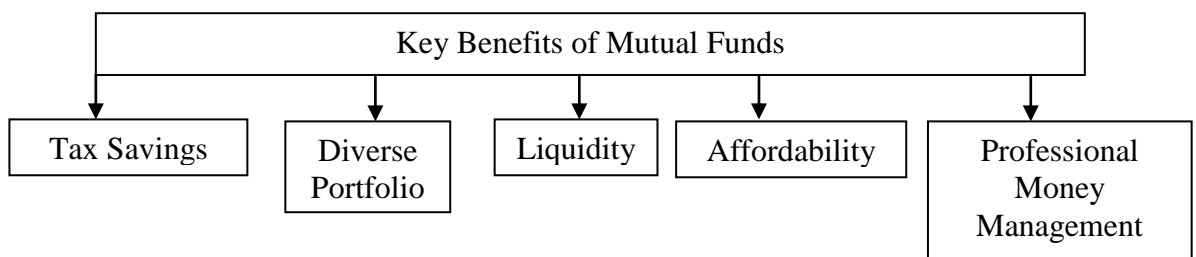 Key Benefits of Mutual Funds
Tax Savings
Diverse
Portfolio
Liquidity
Affordability
Professional
Money
Management